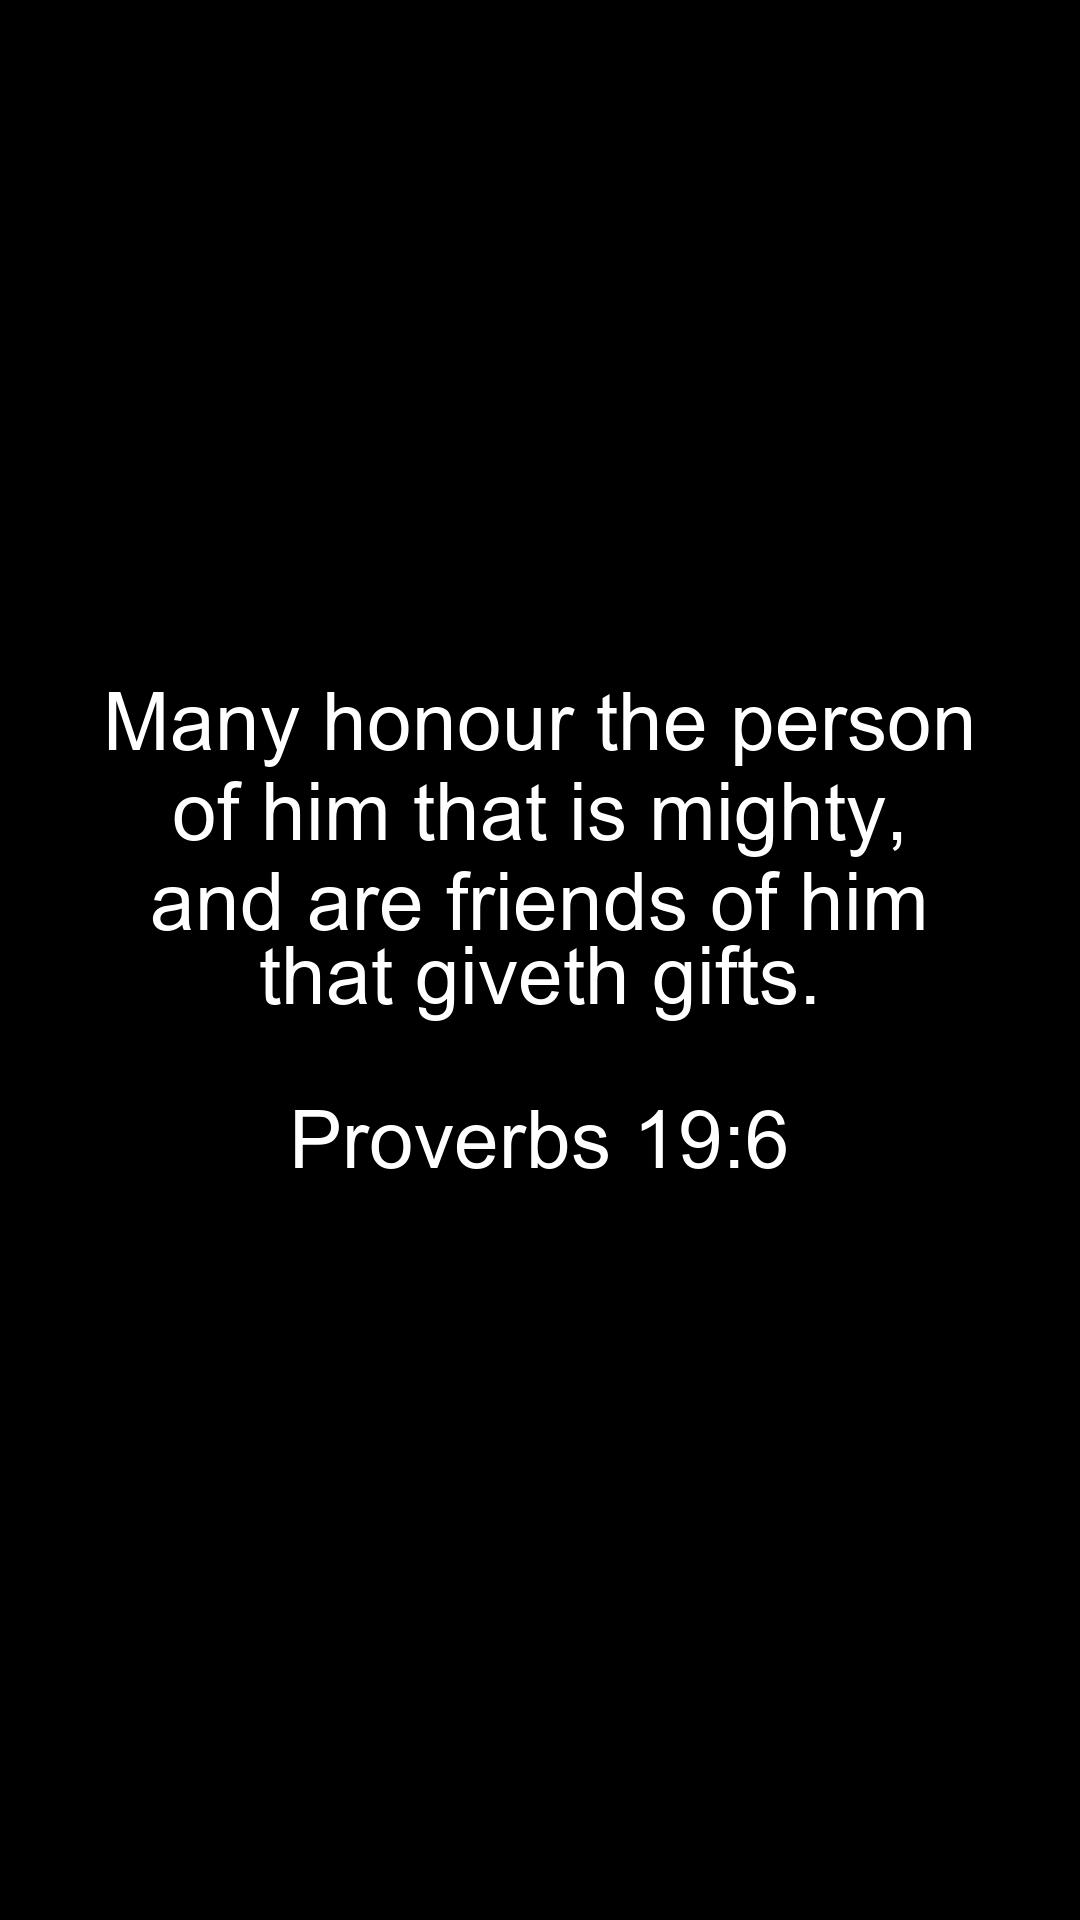 Many honour the person
of him that is mighty,
and are friends of him
that giveth gifts.
Proverbs 19:6